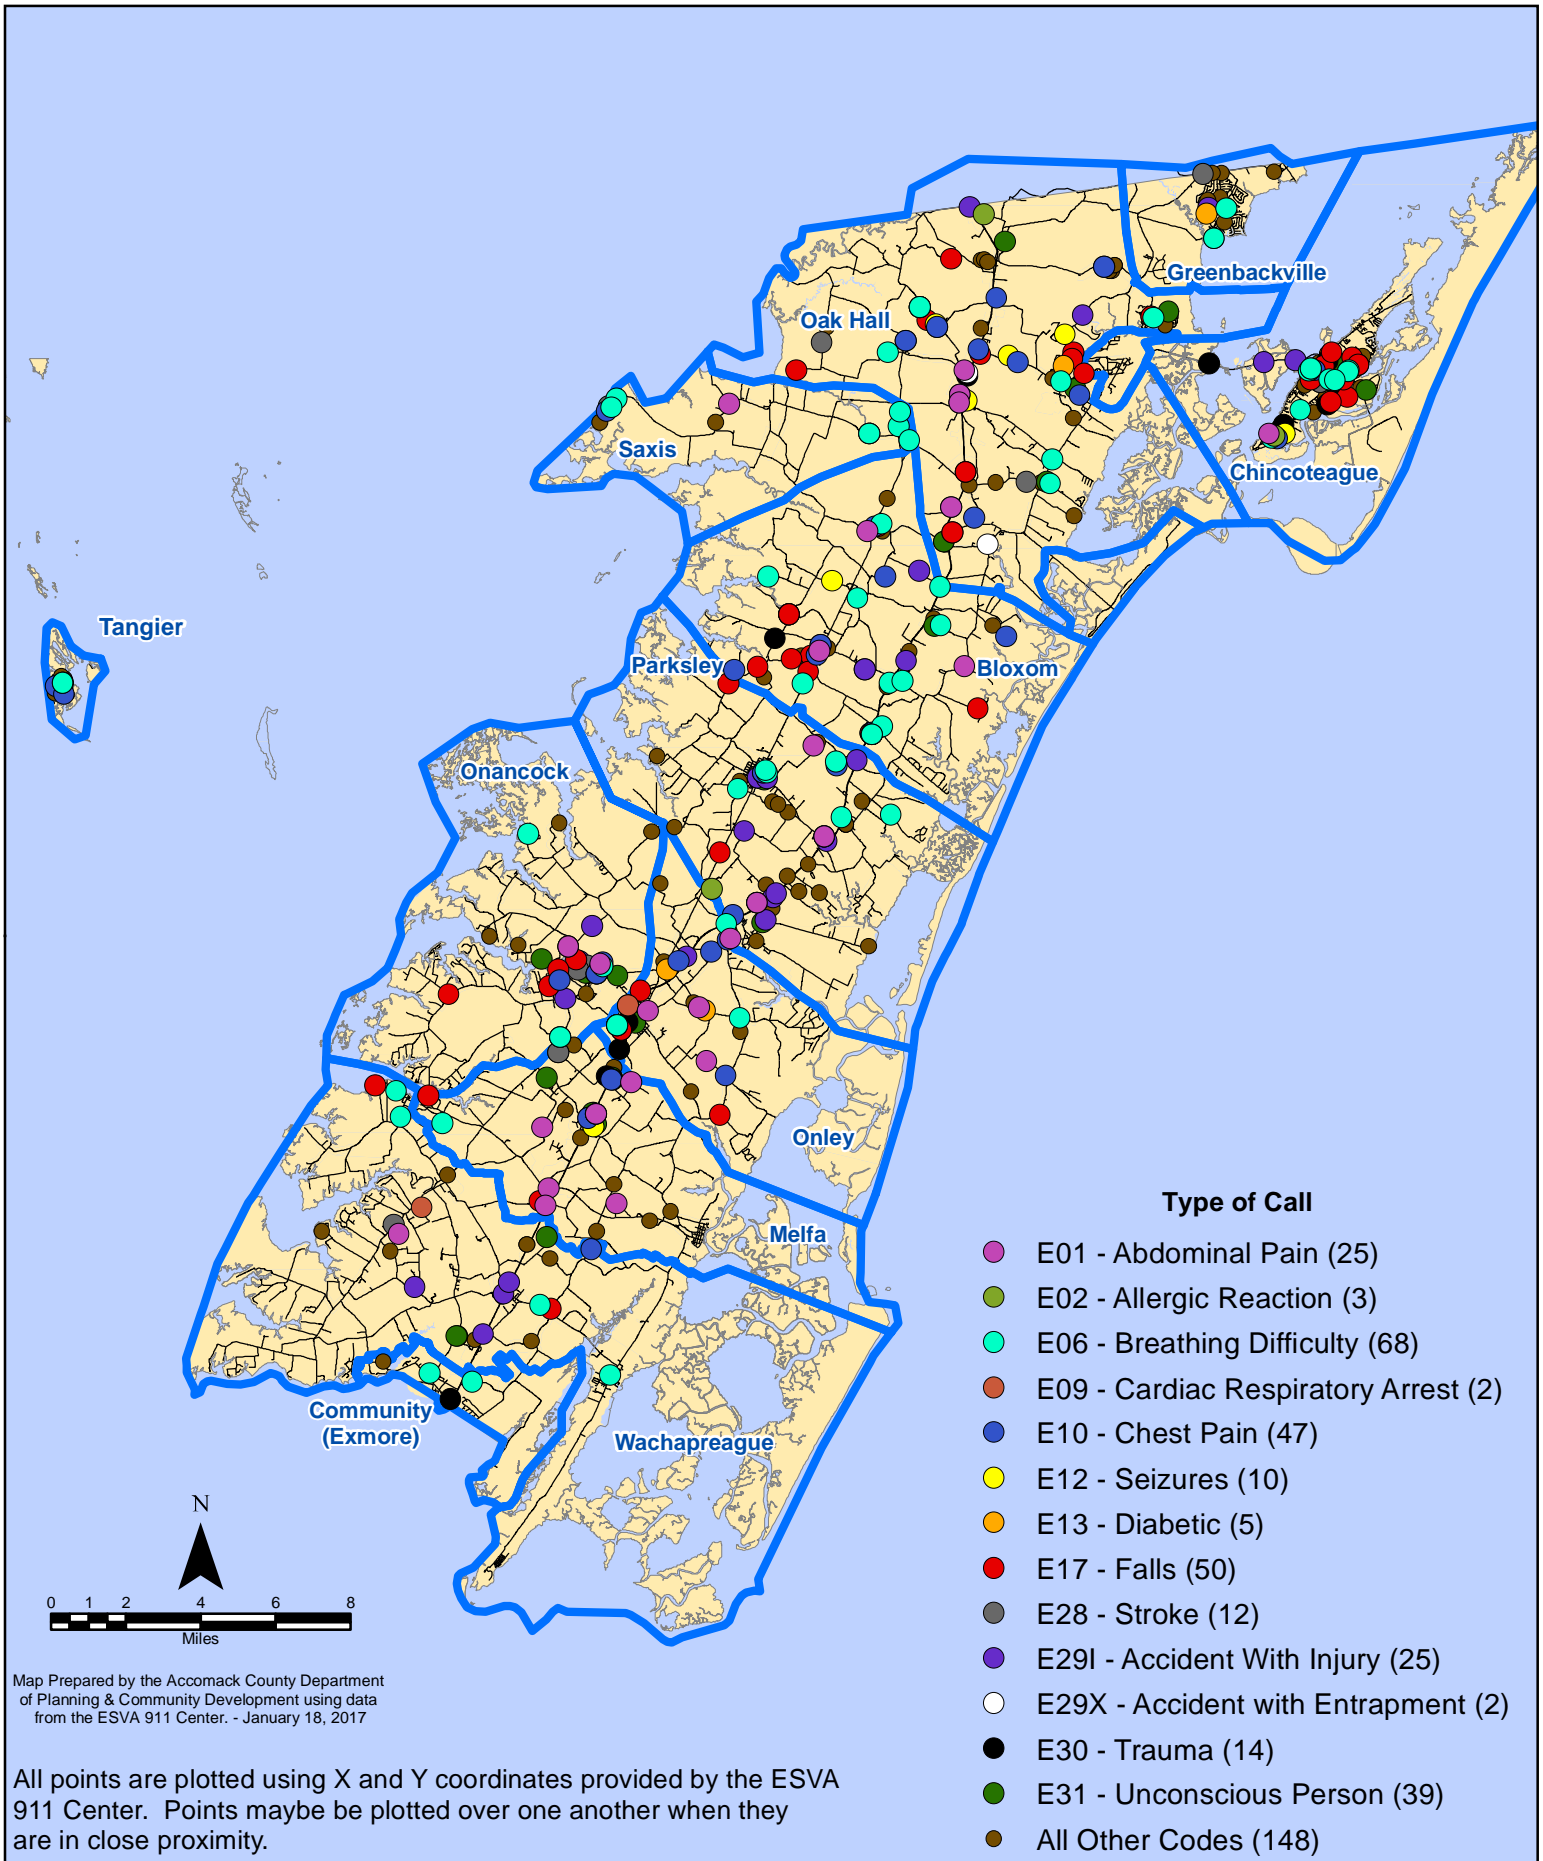 Greenbackville
Oak Hall
Saxis
Chincoteague
Tangier
Parksley
Bloxom
Onancock
Onley
Melfa
Community
(Exmore)
Wachapreague
Type of Call
E01 - Abdominal Pain (25)
E02 - Allergic Reaction (3)
E06 - Breathing Difficulty (68)
E09 - Cardiac Respiratory Arrest (2)
E10 - Chest Pain (47)
E12 - Seizures (10)
E13 - Diabetic (5)
E17 - Falls (50)
E28 - Stroke (12)
E29I - Accident With Injury (25)
E29X - Accident with Entrapment (2)
E30 - Trauma (14)
E31 - Unconscious Person (39)
All Other Codes (148)
N
0 1 2 4 6 8
Miles
Map Prepared by the Accomack County Department
of Planning & Community Development using data
from the ESVA 911 Center. - January 18, 2017
All points are plotted using X and Y coordinates provided by the ESVA
911 Center. Points maybe be plotted over one another when they
are in close proximity.